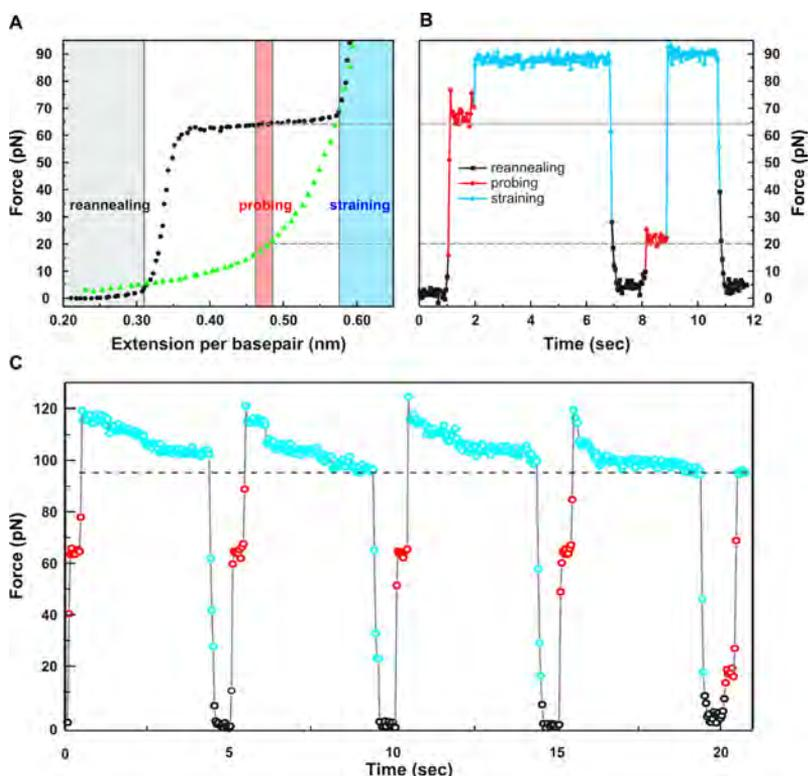 A
Force (pN)
90
80
70
60
50
40
30
20
10
0
reannealing
probing
straining
0.20
0.30
0.40
0.50
0.60
Extension per basepair (nm)
B
reannealing
probing
straining
90
80
70
60
50
40
30
20
10
0
Force (pN)
0
2
4
6
8
10
12
Time (sec)
C
Force (pN)
120
100
80
60
40
20
0
0
5
10
15
20
Time (sec)